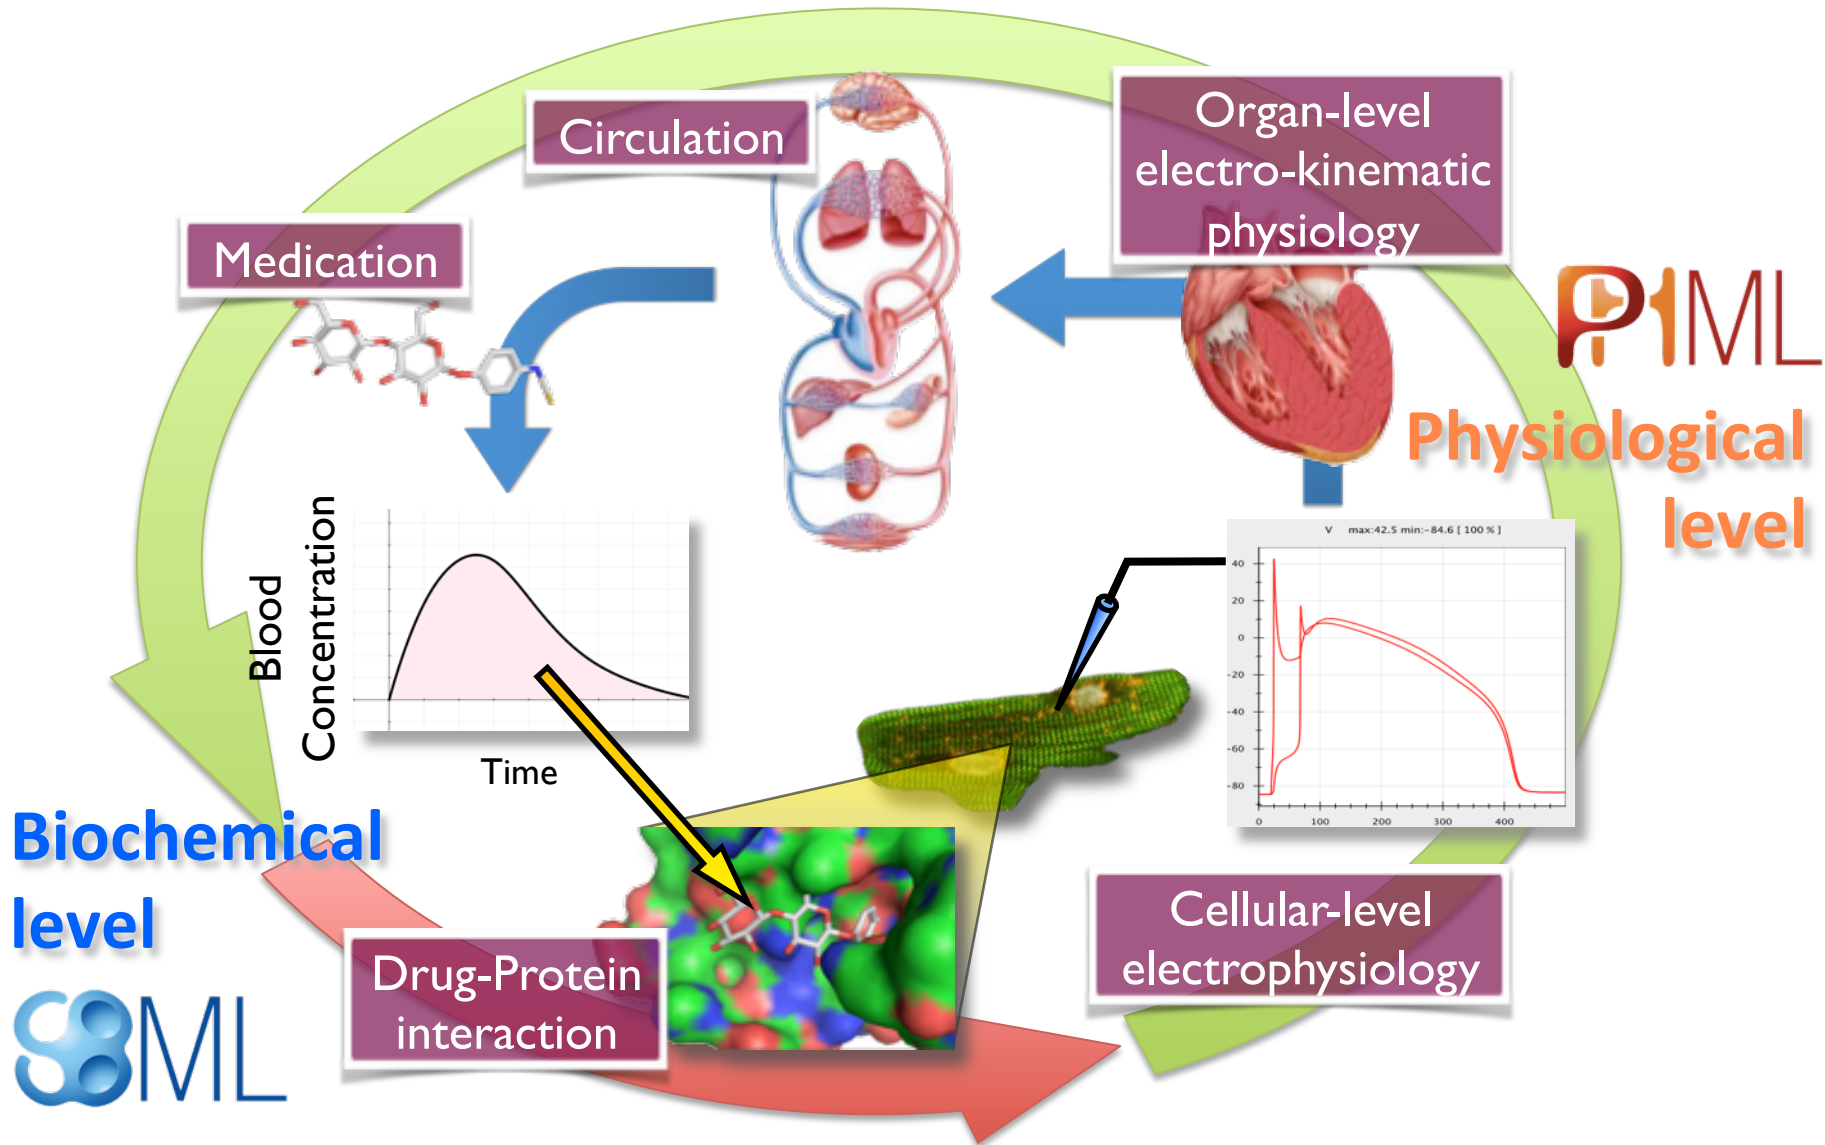 Circulation
Organ-level
electro-kinematic
physiology
Medication
PHML
Physiological
level
Blood
Concentration
Time
V max:42.5 min:-84.6 [ 100 % ]
40
20
0
-20
-40
-60
-80
0 100 200 300 400
Biochemical
level
SBML
Drug-Protein
interaction
Cellular-level
electrophysiology